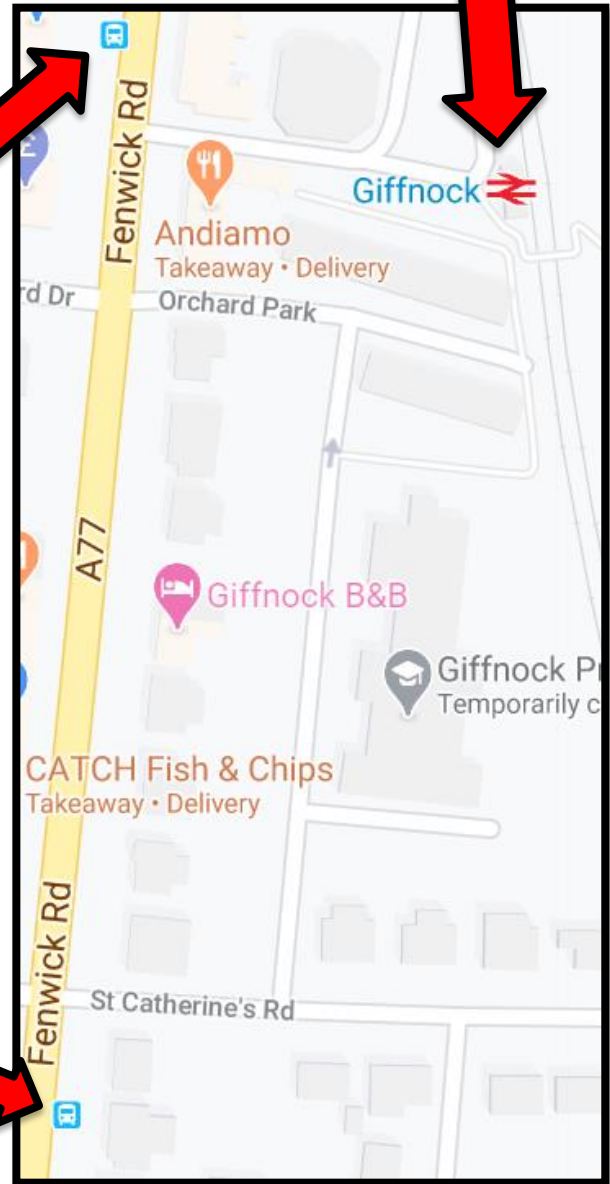 Fenwick Rd
Giffnock
Andiamo
Takeaway • Delivery
rd Dr
Orchard Park
A77
Giffnock B&B
Giffnock P
Temporarily c
CATCH Fish & Chips
Takeaway • Delivery
Fenwick Rd
St Catherine's Rd